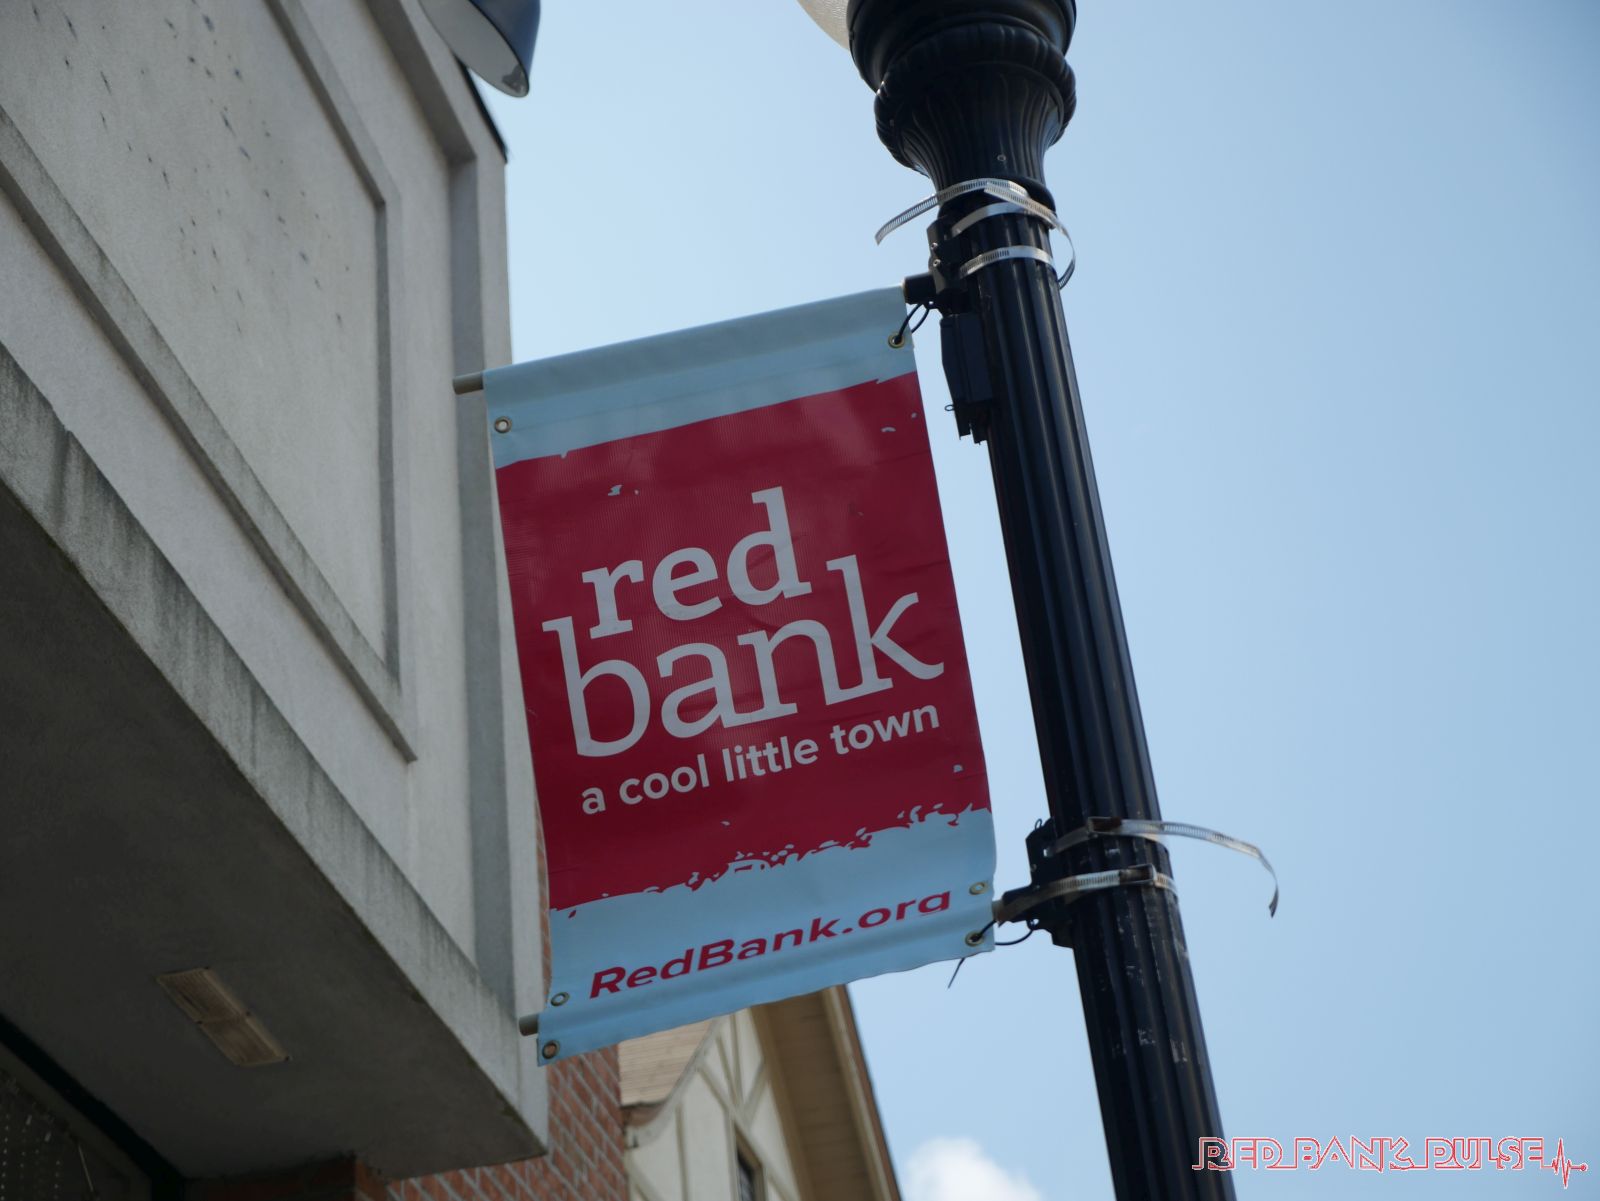 red
bank
a cool little town
RedBank.org
RED BANK PULSE